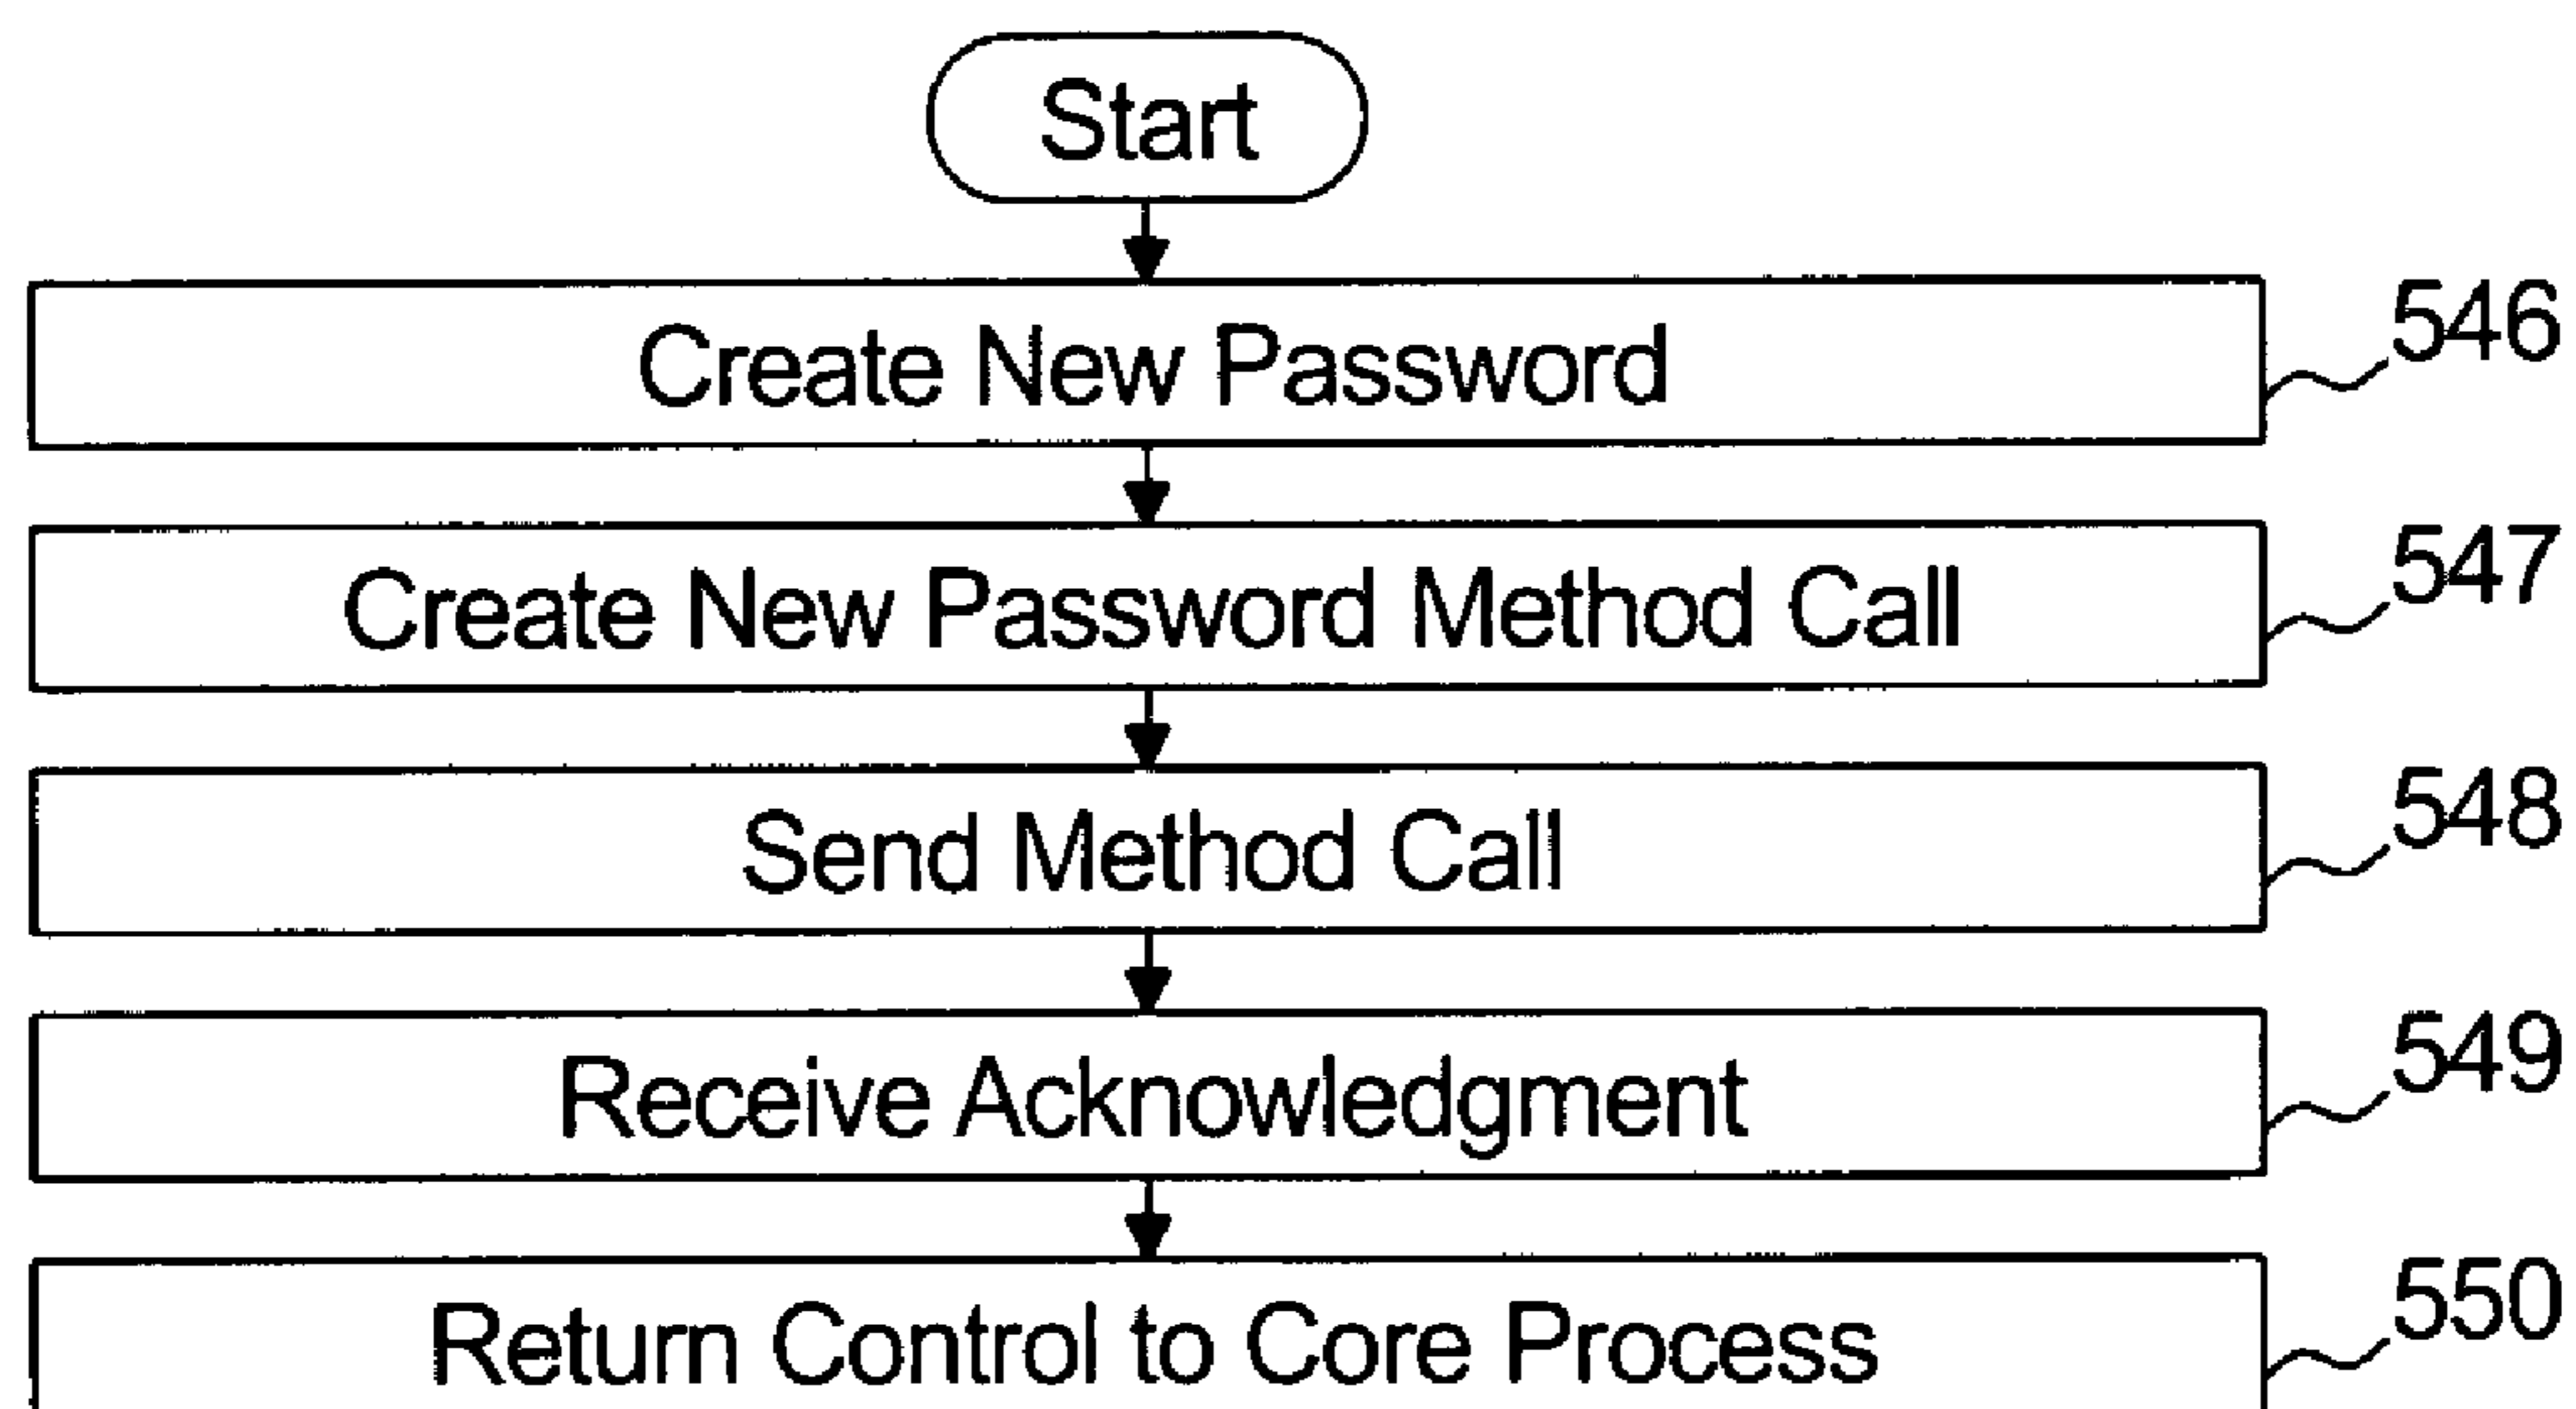 Start
Create New Password
546
Create New Password Method Call
547
Send Method Call
548
Receive Acknowledgment
549
Return Control to Core Process
550